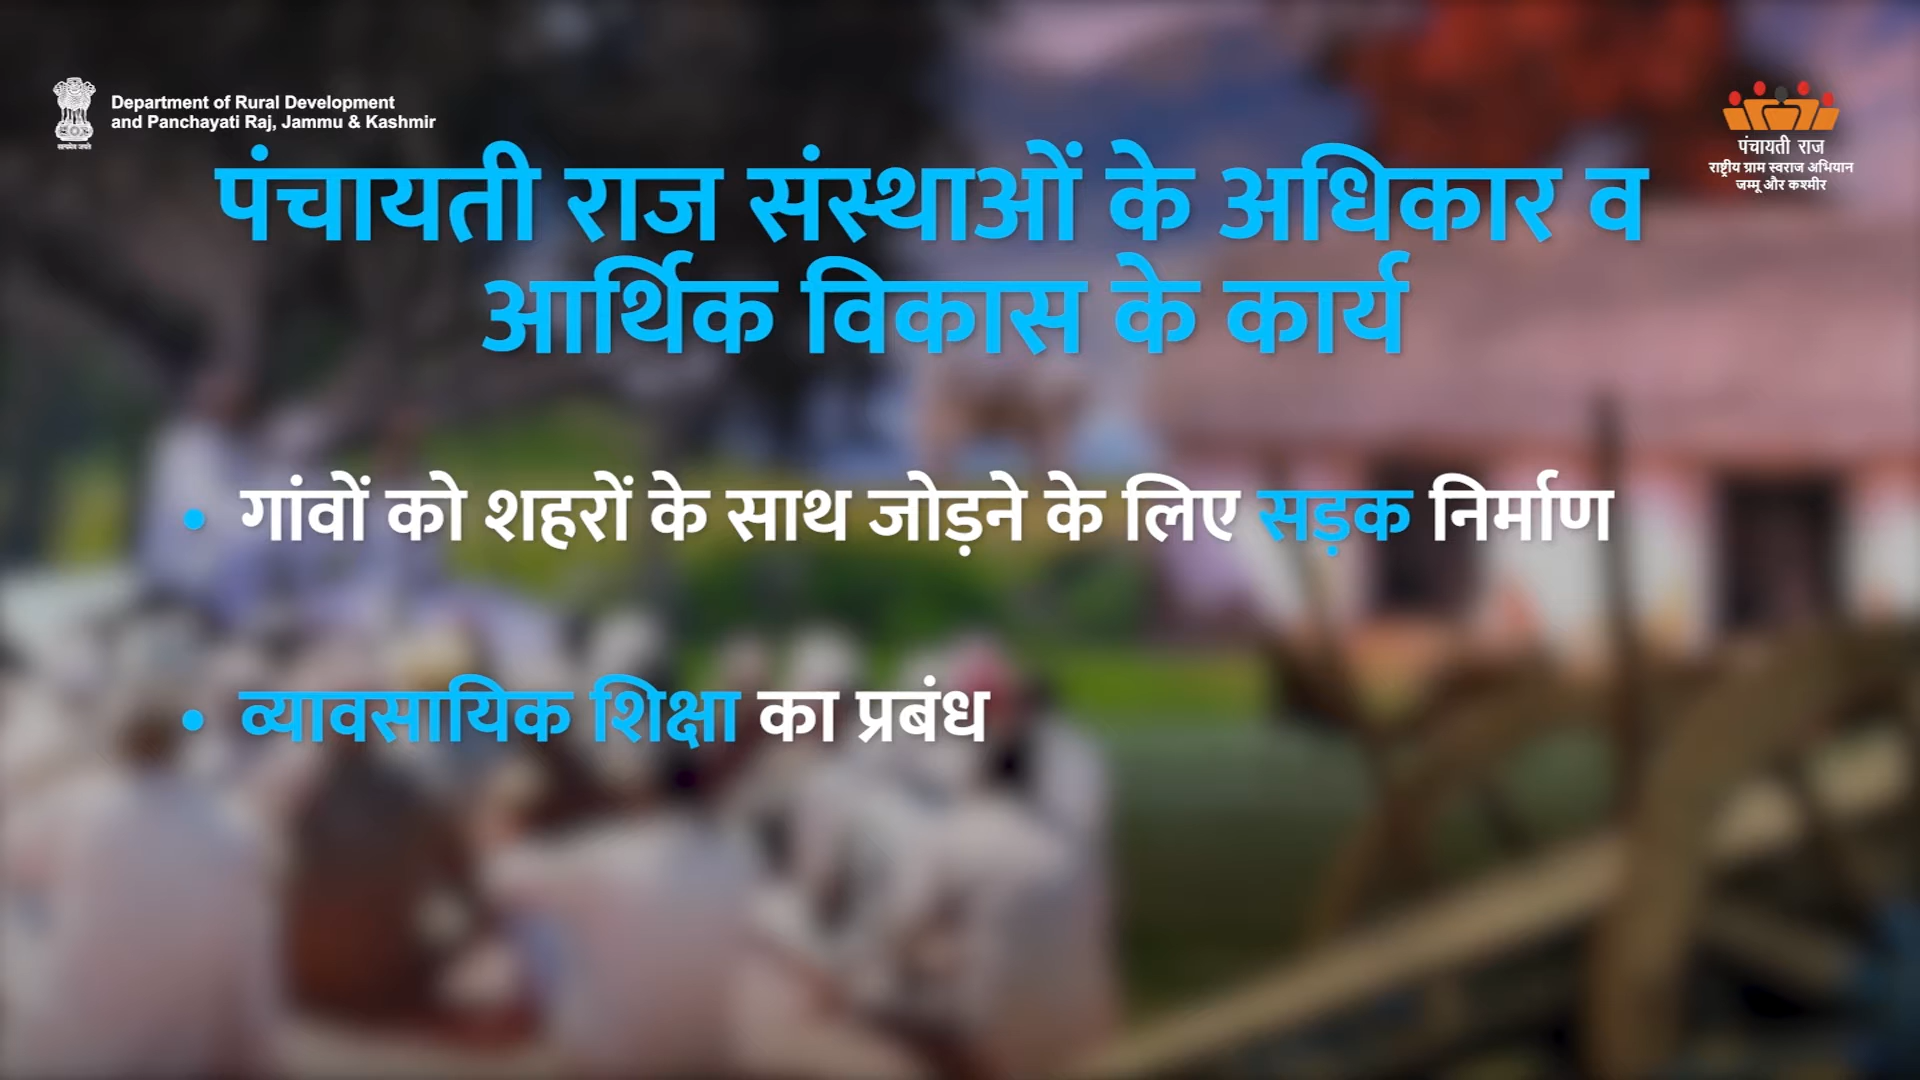 Department of Rural Development
and Panchayati Raj, Jammu & Kashmir
पंचायती राज
राष्ट्रीय ग्राम स्वराज अभियान
जम्मू और कश्मीर
पंचायती राज संस्थाओं के अधिकार व
आर्थिक विकास के कार्य
• गांवों को शहरों के साथ जोड़ने के लिए सड़क निर्माण
• व्यावसायिक शिक्षा का प्रबंध